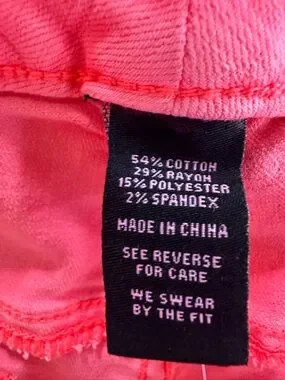 54% COTTON
29% RAYON
15% POLYESTER
2% SPANDEX
MADE IN CHINA
SEE REVERSE
FOR CARE
WE SWEAR
BY THE FIT